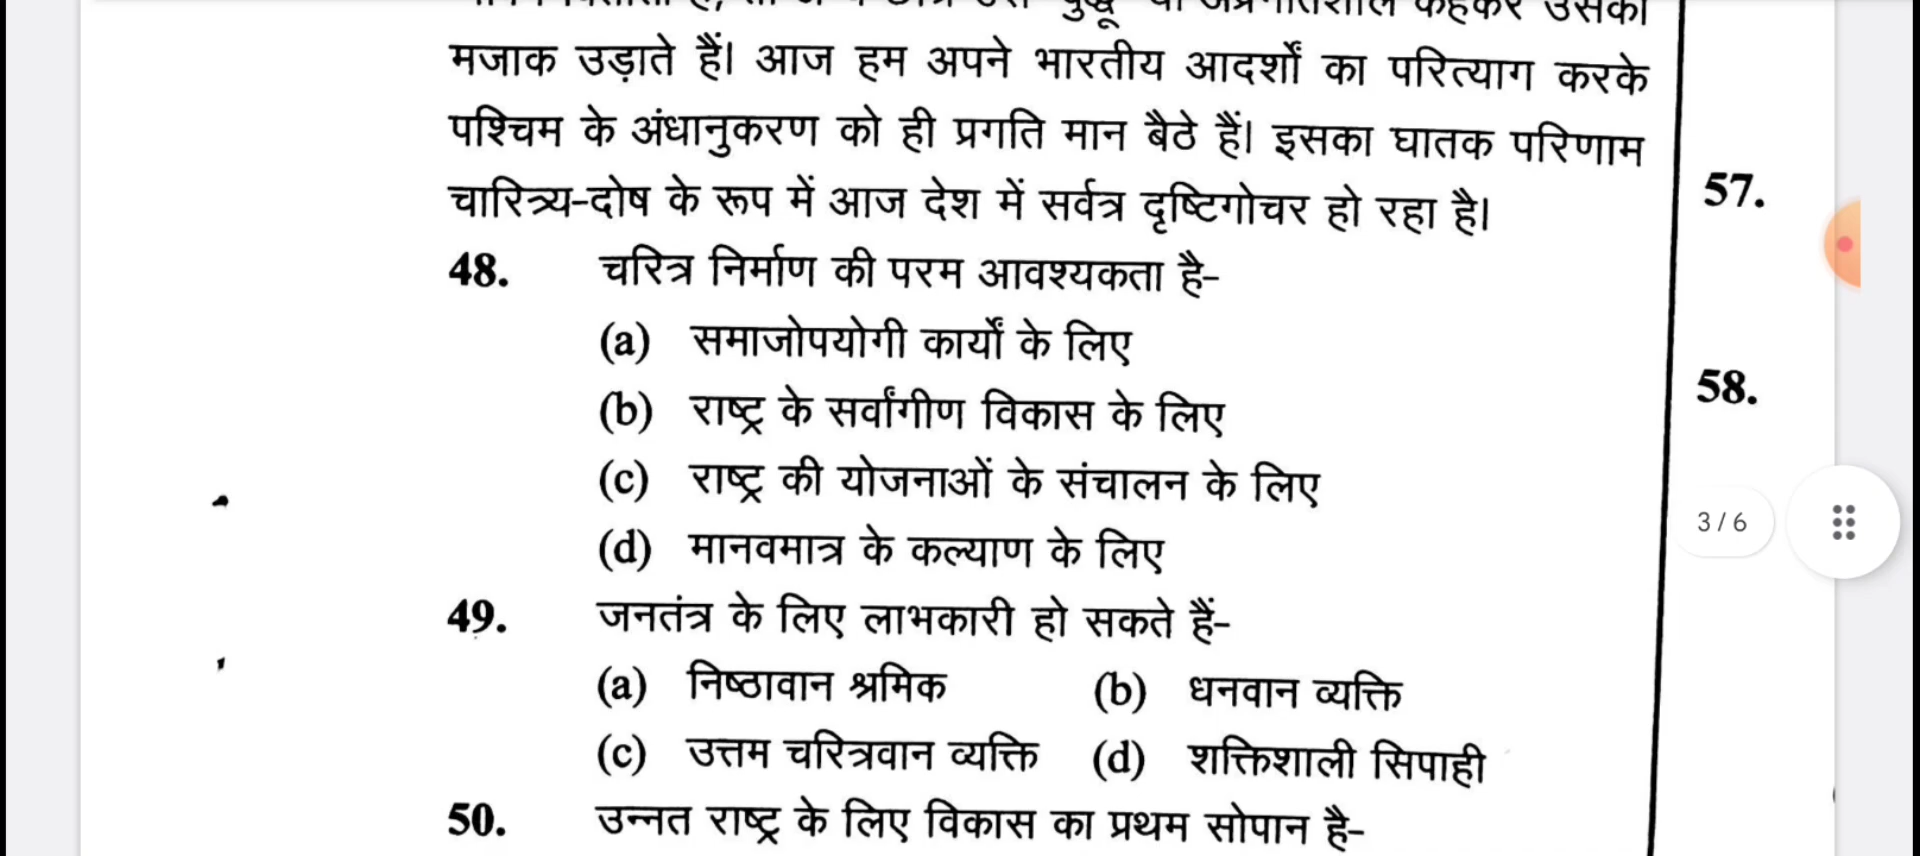 कहकर उसका
मजाक उड़ाते हैं। आज हम अपने भारतीय आदर्शों का परित्याग करके
पश्चिम के अंधानुकरण को ही प्रगति मान बैठे हैं। इसका घातक परिणाम
चारित्र्य-दोष के रूप में आज देश में सर्वत्र दृष्टिगोचर हो रहा है।
48. चरित्र निर्माण की परम आवश्यकता है-
(a) समाजोपयोगी कार्यों के लिए
(b) राष्ट्र के सर्वांगीण विकास के लिए
(c) राष्ट्र की योजनाओं के संचालन के लिए
(d) मानवमात्र के कल्याण के लिए
49. जनतंत्र के लिए लाभकारी हो सकते हैं-
(a) निष्ठावान श्रमिक (b) धनवान व्यक्ति
(c) उत्तम चरित्रवान व्यक्ति (d) शक्तिशाली सिपाही
50. उन्नत राष्ट्र के लिए विकास का प्रथम सोपान है-
57.
58.
3 / 6